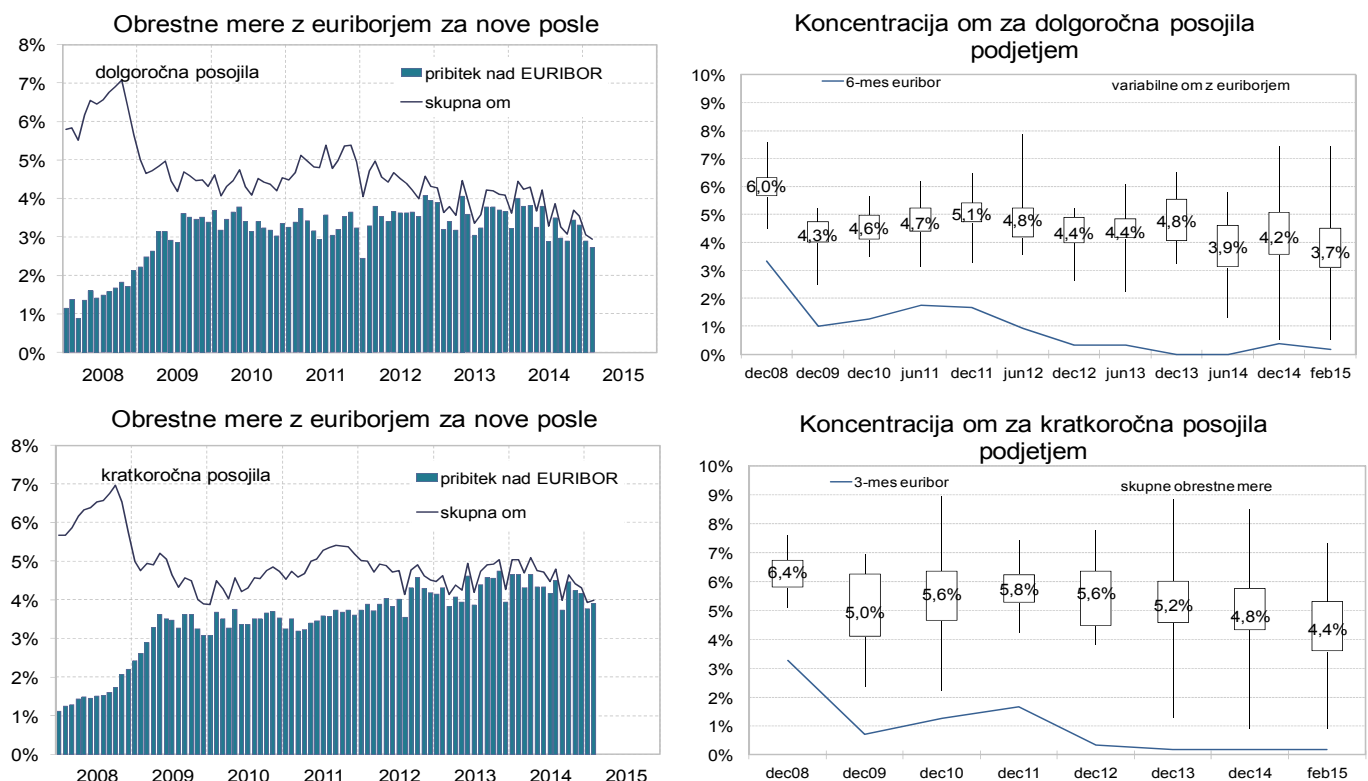 Obrestne mere z euriborjem za nove posle
8%
7%
6%
5%
4%
3%
2%
1%
0%
dolgoročna posojila
pribitek nad EURIBOR
skupna om
2008 2009 2010 2011 2012 2013 2014 2015
Koncentracija om za dolgoročna posojila
podjetjem
10%
9%
8%
7%
6%
5%
4%
3%
2%
1%
0%
6-mes euribor
variabilne om z euriborjem
6,0% 4,3% 4,6% 4,7% 5,1% 4,8% 4,4% 4,4% 4,8% 3,9% 4,2% 3,7%
dec08 dec09 dec10 jun11 dec11 jun12 dec12 jun13 dec13 jun14 dec14 feb15
Obrestne mere z euriborjem za nove posle
8%
7%
6%
5%
4%
3%
2%
1%
0%
kratkoročna posojila
pribitek nad EURIBOR
skupna om
2008 2009 2010 2011 2012 2013 2014 2015
Koncentracija om za kratkoročna posojila
podjetjem
10%
9%
8%
7%
6%
5%
4%
3%
2%
1%
0%
3-mes euribor
skupne obrestne mere
6,4% 5,0% 5,6% 5,8% 5,6% 5,2% 4,8% 4,4%
dec08 dec09 dec10 dec11 dec12 dec13 dec14 feb15